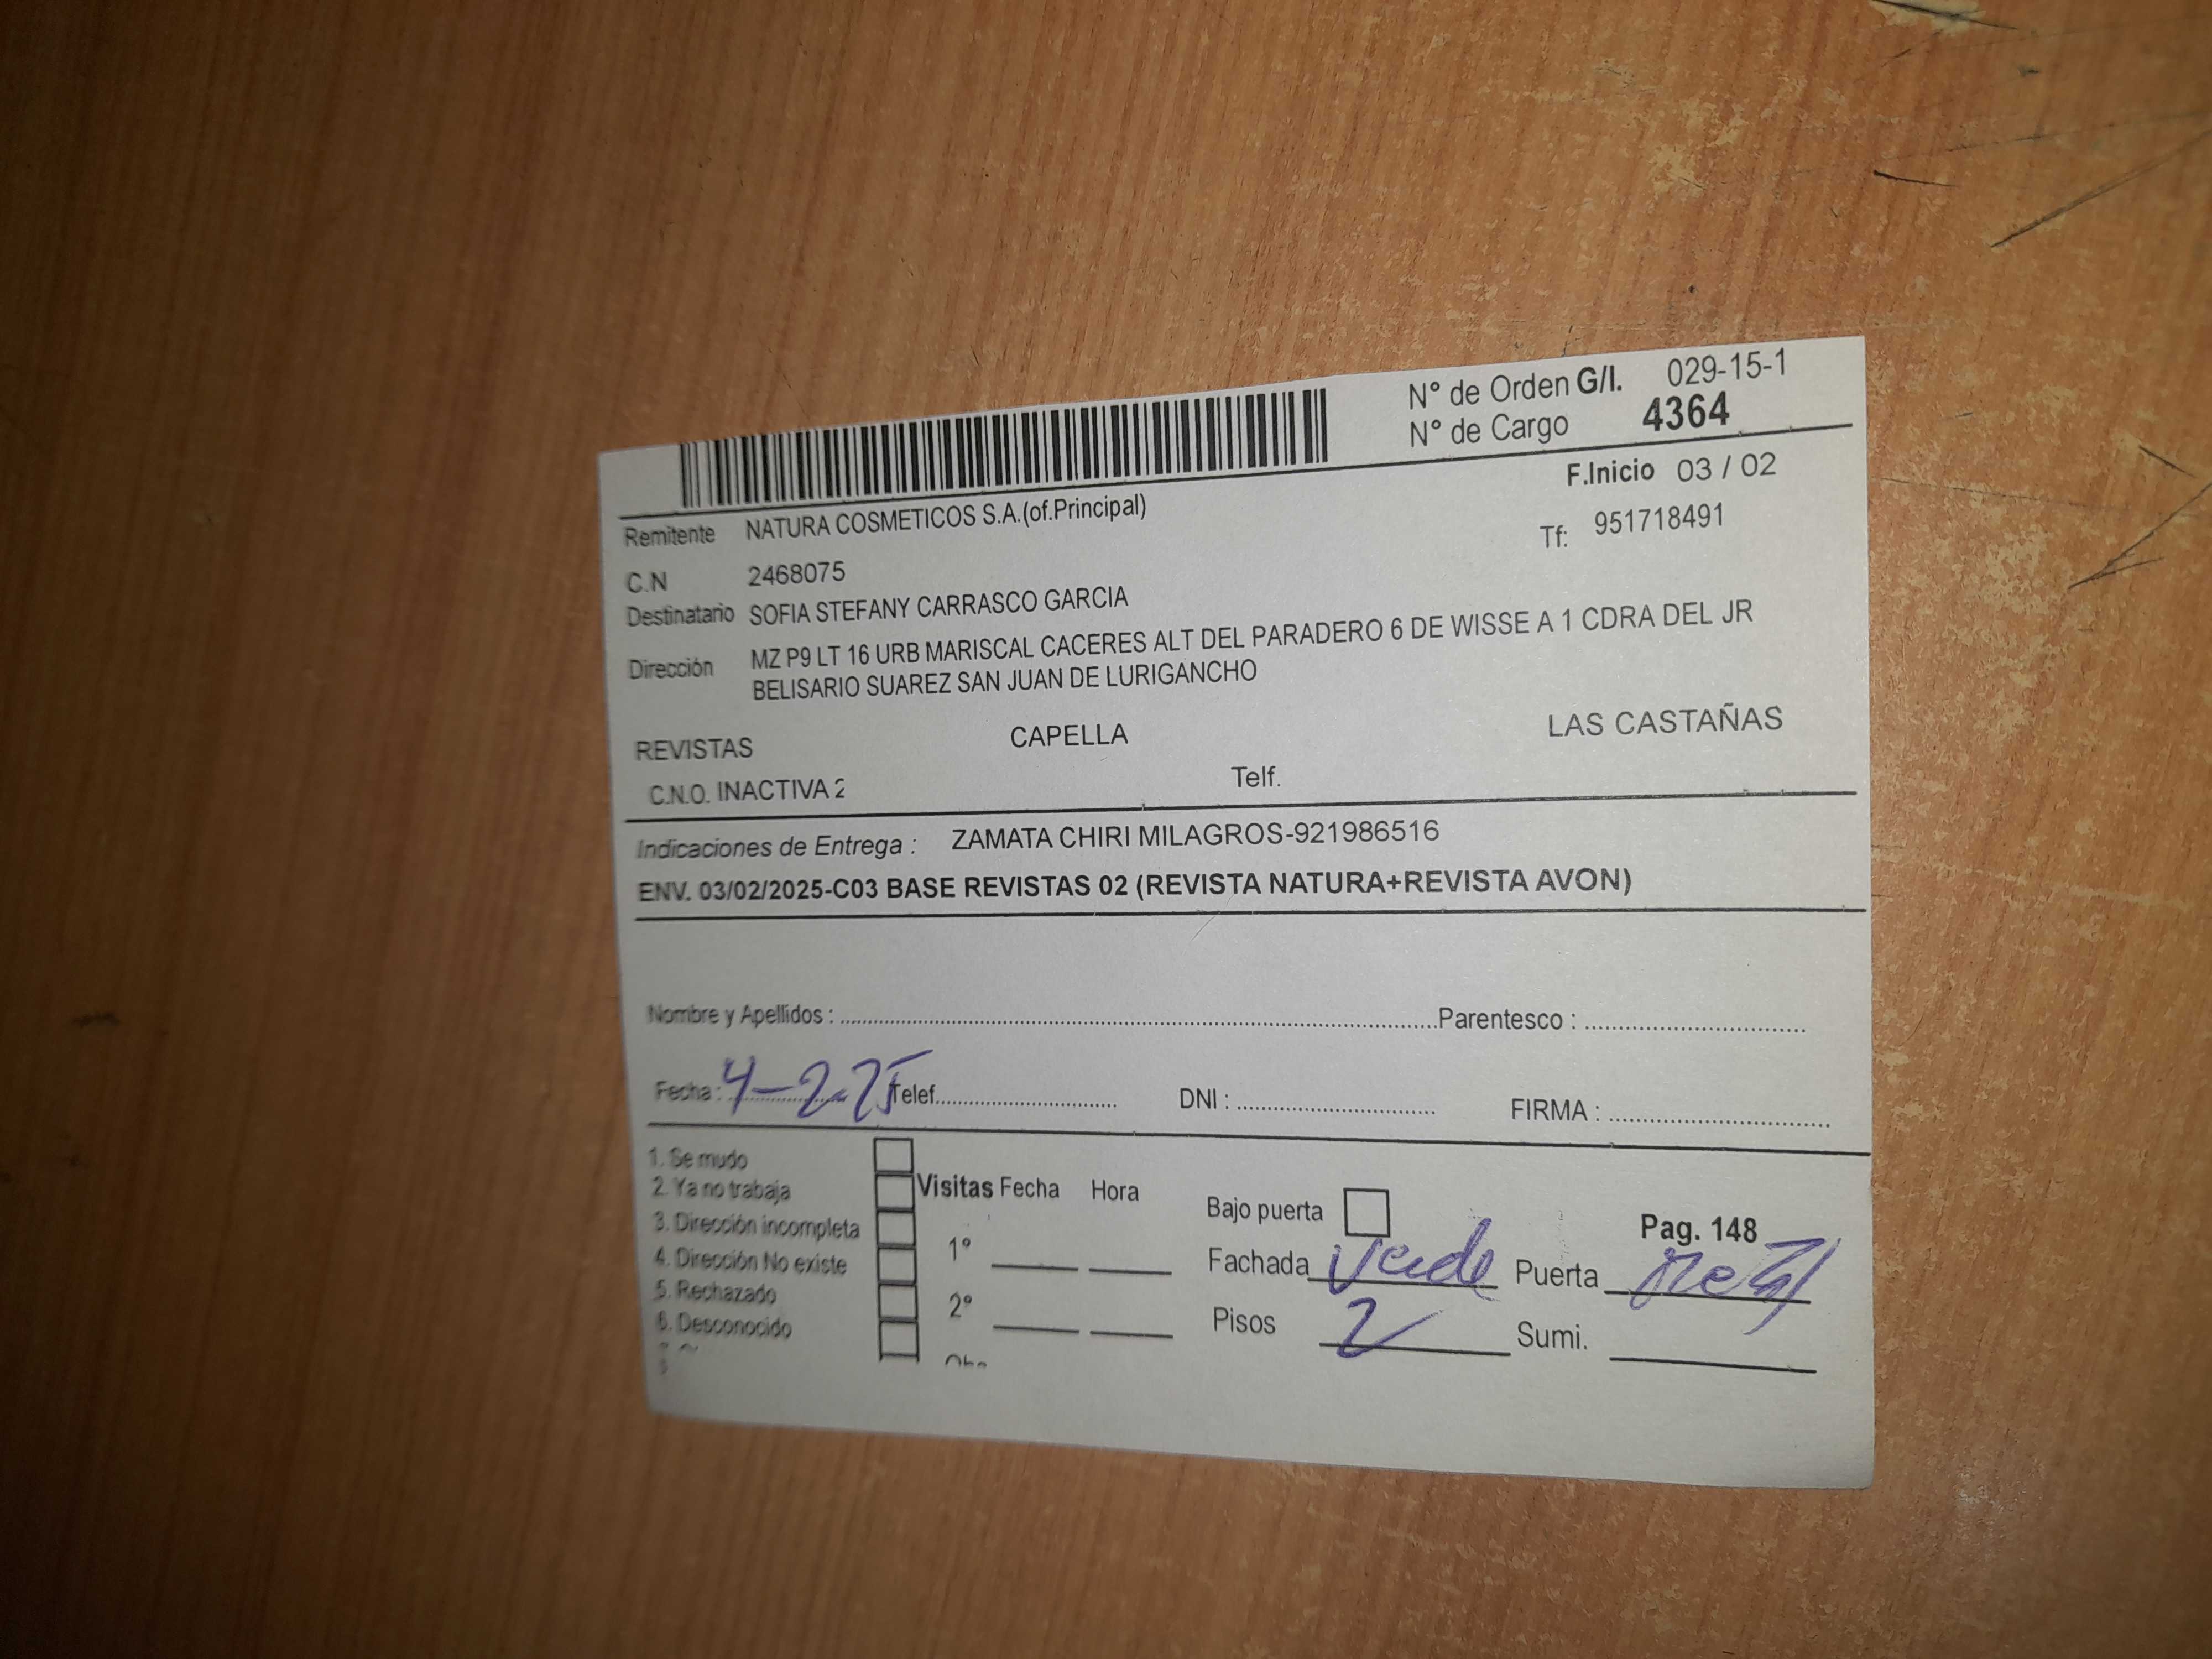 N° de Orden G/I. 029-15-1
N° de Cargo 4364
F.Inicio 03 / 02
Remitente NATURA COSMETICOS S.A.(of.Principal)
Tf: 951718491
C.N 2468075
Destinatario SOFIA STEFANY CARRASCO GARCIA
Dirección MZ P9 LT 16 URB MARISCAL CACERES ALT DEL PARADERO 6 DE WISSE A 1 CDRA DEL JR
BELISARIO SUAREZ SAN JUAN DE LURIGANCHO
REVISTAS CAPELLA LAS CASTAÑAS
C.N.O. INACTIVA 2 Telf.
Indicaciones de Entrega : ZAMATA CHIRI MILAGROS-921986516
ENV. 03/02/2025-C03 BASE REVISTAS 02 (REVISTA NATURA+REVISTA AVON)
Nombre y Apellidos : Parentesco :
Fecha : 4-2-25 Telef. DNI : FIRMA :
1. Se mudo
2. Ya no trabaja
3. Dirección incompleta
4. Dirección No existe
5. Rechazado
6. Desconocido
Visitas Fecha Hora
1°
2°
Bajo puerta Pag. 148
Fachada Verde Puerta Metal
Pisos 2 Sumi.